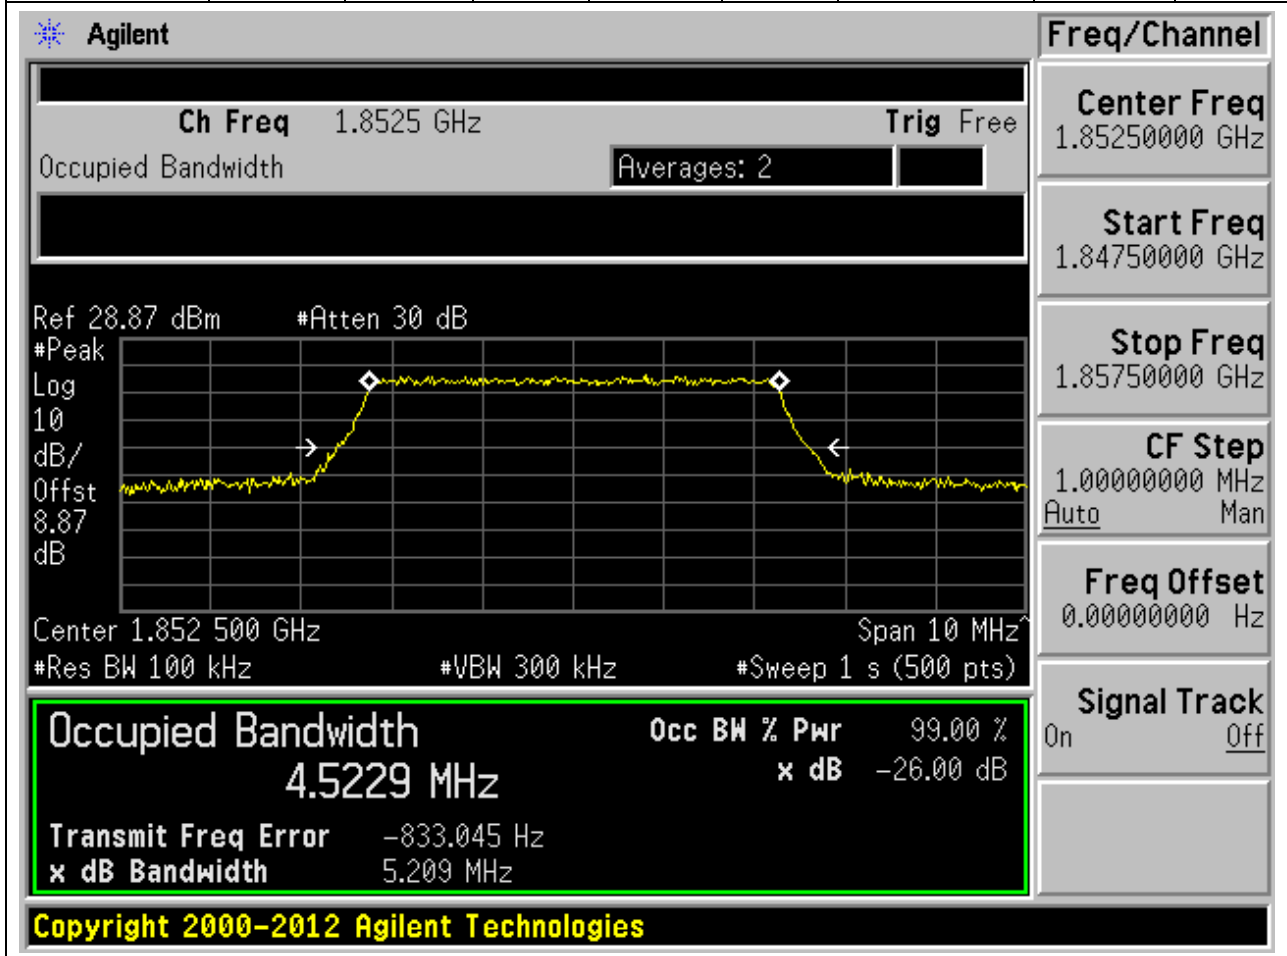 Agilent
Freq/Channel
Ch Freq 1.8525 GHz Trig Free
Occupied Bandwidth Averages: 2
Center Freq
1.85250000 GHz
Start Freq
1.84750000 GHz
Stop Freq
1.85750000 GHz
CF Step
1.00000000 MHz
Auto Man
Freq Offset
0.00000000 Hz
Signal Track
On Off
Ref 28.87 dBm #Atten 30 dB
#Peak
Log
10
dB/
Offst
8.87
dB
Center 1.852 500 GHz Span 10 MHz^
#Res BW 100 kHz #VBW 300 kHz #Sweep 1 s (500 pts)
Occupied Bandwidth Occ BW % Pwr 99.00 %
4.5229 MHz x dB -26.00 dB
Transmit Freq Error -833.045 Hz
x dB Bandwidth 5.209 MHz
Copyright 2000-2012 Agilent Technologies